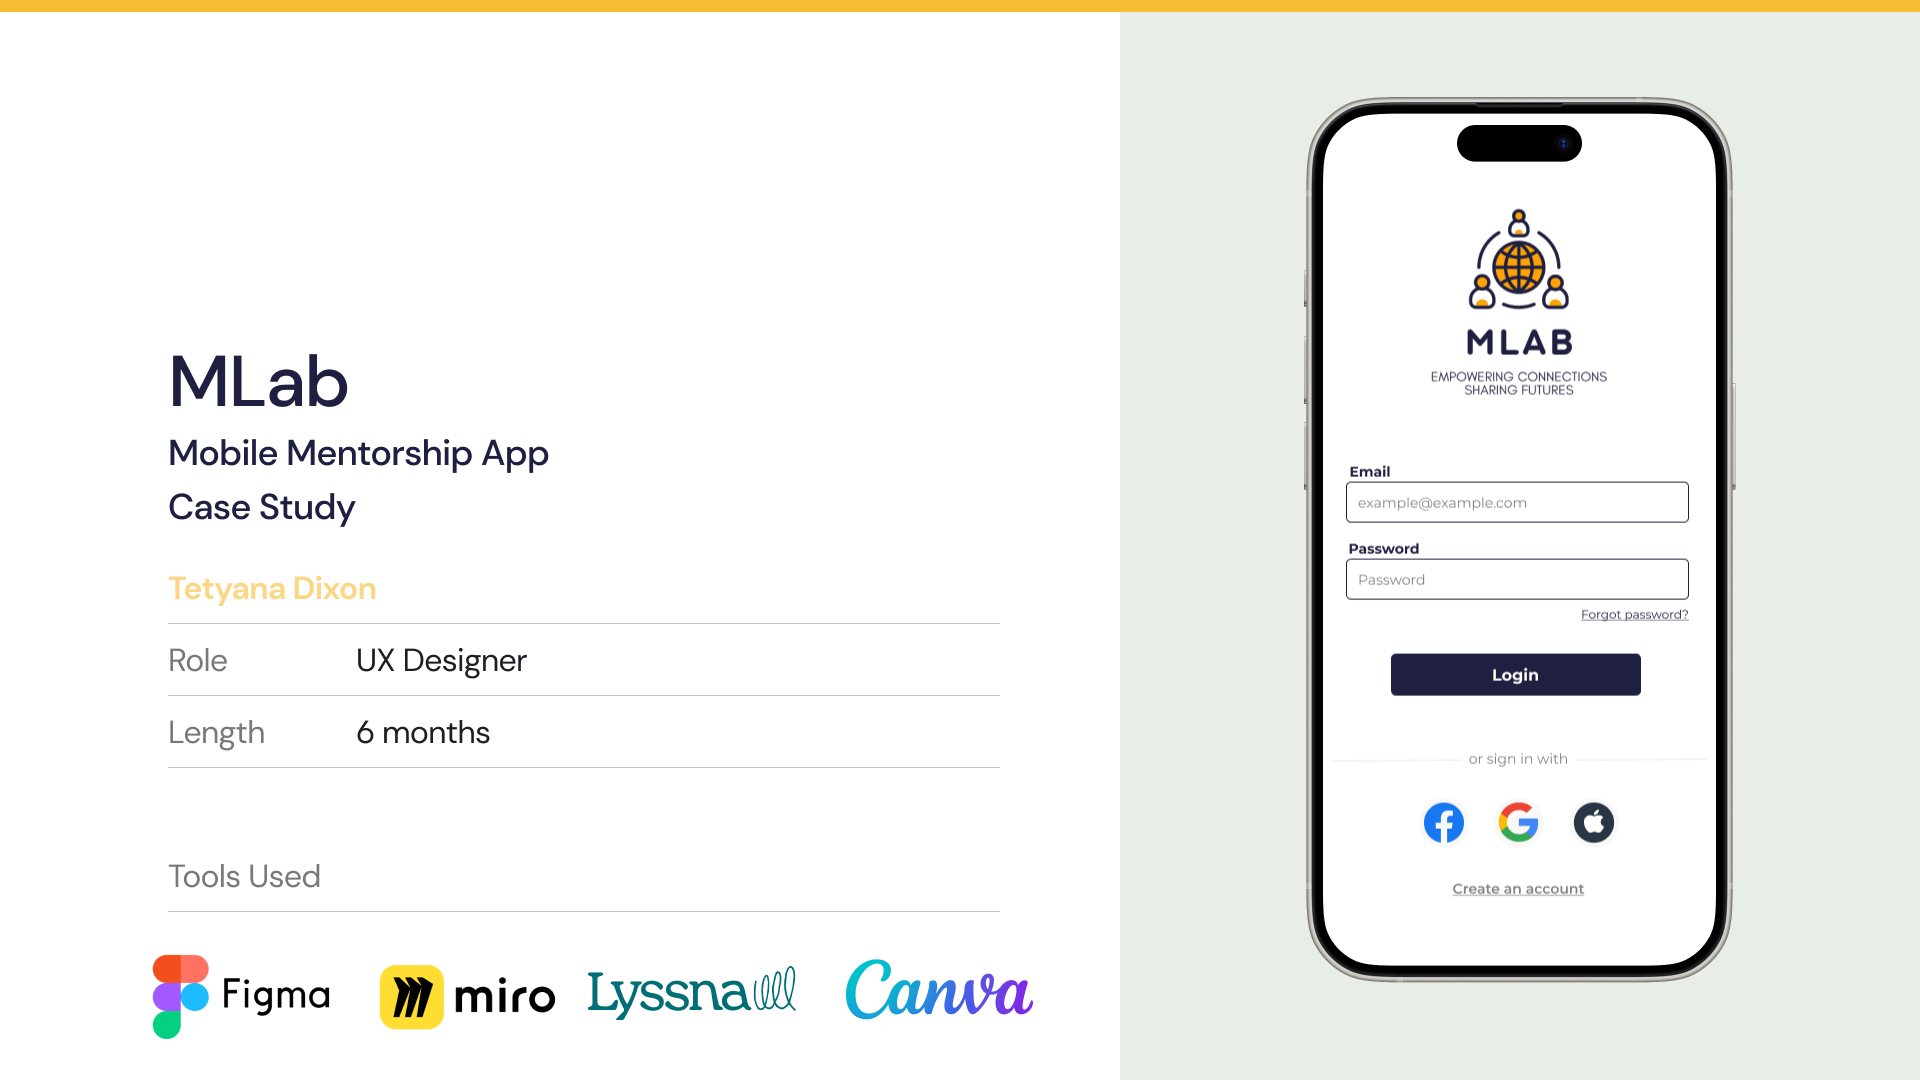 MLab
Mobile Mentorship App
Case Study
Tetyana Dixon
Role UX Designer
Length 6 months
Tools Used
Figma
miro
Lyssna
Canva
MLAB
EMPOWERING CONNECTIONS
SHARING FUTURES
Email
example@example.com
Password
Password
Forgot password?
Login
or sign in with
Create an account